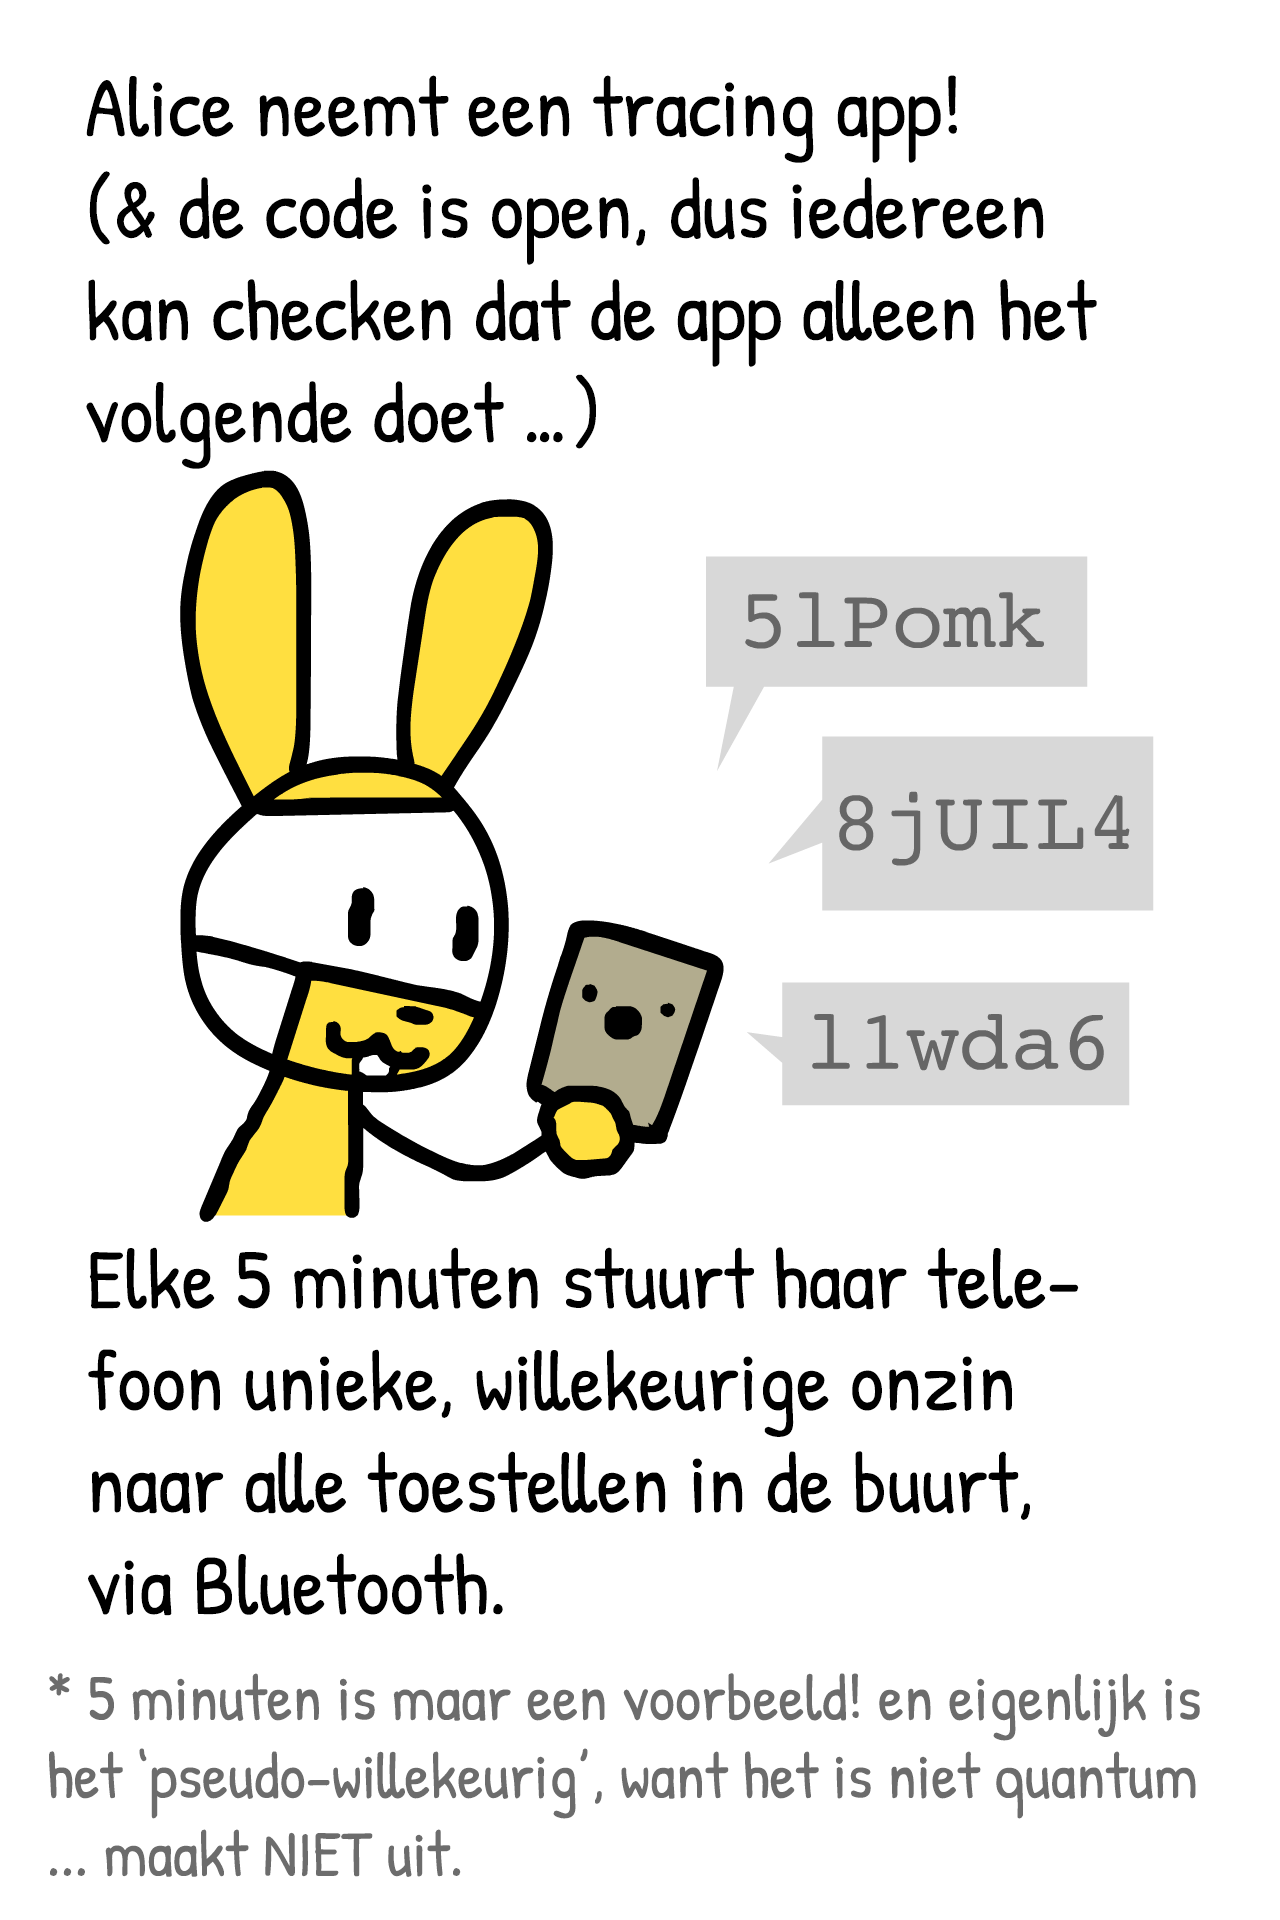 Alice neemt een tracing app!
(& de code is open, dus iedereen
kan checken dat de app alleen het
volgende doet ...)
5lPomk
8jUIL4
l1wda6
Elke 5 minuten stuurt haar tele-
foon unieke, willekeurige onzin
naar alle toestellen in de buurt,
via Bluetooth.
* 5 minuten is maar een voorbeeld! en eigenlijk is
het ‘pseudo-willekeurig’, want het is niet quantum
... maakt NIET uit.